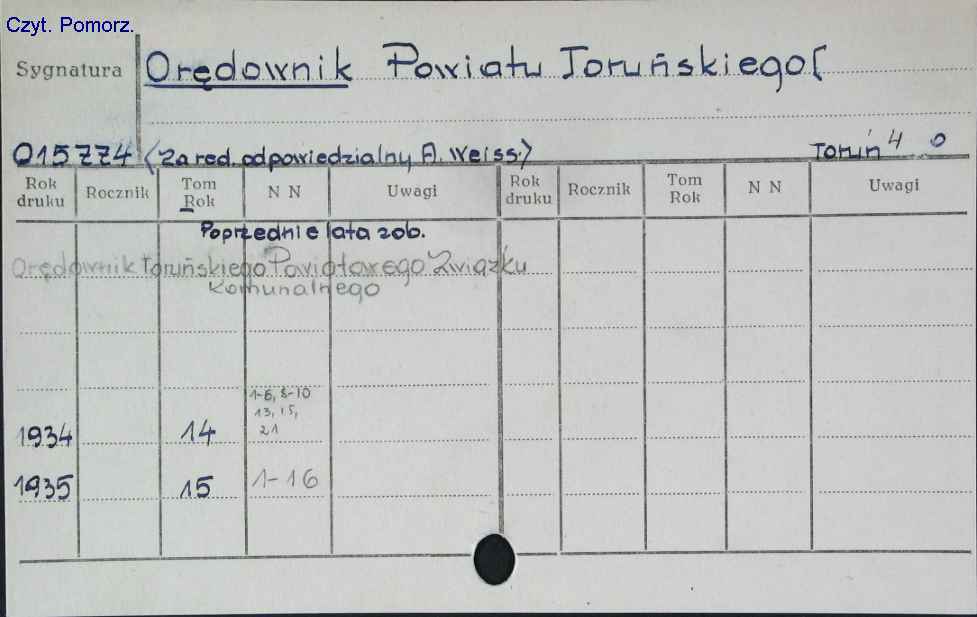 Czyt. Pomorz.
Sygnatura Orędownik Powiatu Toruńskiego[
015774 (Za red. odpowiedzialny A. Weiss.) Toruń 4 0
Rok druku Rocznik Tom Rok N N Uwagi Rok druku Rocznik Tom Rok N N Uwagi
Poprzednie lata zob.
Orędownik Toruńskiego Powiatowego Związku
Komunalnego
1-6, 8-10
13, 15,
1934 14 21
1935 15 1-16